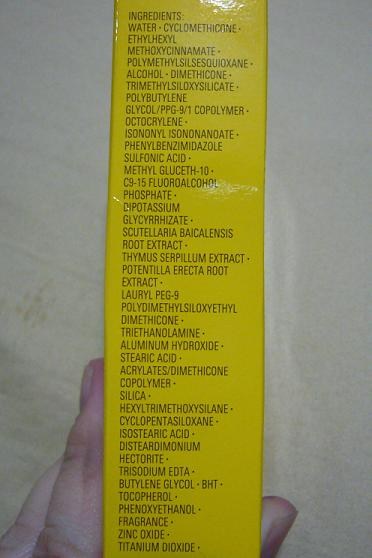 INGREDIENTS:
WATER • CYCLOMETHICONE •
ETHYLHEXYL
METHOXYCINNAMATE •
POLYMETHYLSILSESQUIOXANE •
ALCOHOL • DIMETHICONE •
TRIMETHYLSILOXYSILICATE •
POLYBUTYLENE
GLYCOL/PPG-9/1 COPOLYMER •
OCTOCRYLENE •
ISONONYL ISONONANOATE •
PHENYLBENZIMIDAZOLE
SULFONIC ACID •
METHYL GLUCETH-10 •
C9-15 FLUOROALCOHOL
PHOSPHATE •
DIPOTASSIUM
GLYCYRRHIZATE •
SCUTELLARIA BAICALENSIS
ROOT EXTRACT •
THYMUS SERPILLUM EXTRACT •
POTENTILLA ERECTA ROOT
EXTRACT •
LAURYL PEG-9
POLYDIMETHYLSILOXYETHYL
DIMETHICONE •
TRIETHANOLAMINE •
ALUMINUM HYDROXIDE •
STEARIC ACID •
ACRYLATES/DIMETHICONE
COPOLYMER •
SILICA •
HEXYLTRIMETHOXYSILANE •
CYCLOPENTASILOXANE •
ISOSTEARIC ACID •
DISTEARDIMONIUM
HECTORITE •
TRISODIUM EDTA •
BUTYLENE GLYCOL • BHT •
TOCOPHEROL •
PHENOXYETHANOL •
FRAGRANCE •
ZINC OXIDE •
TITANIUM DIOXIDE •